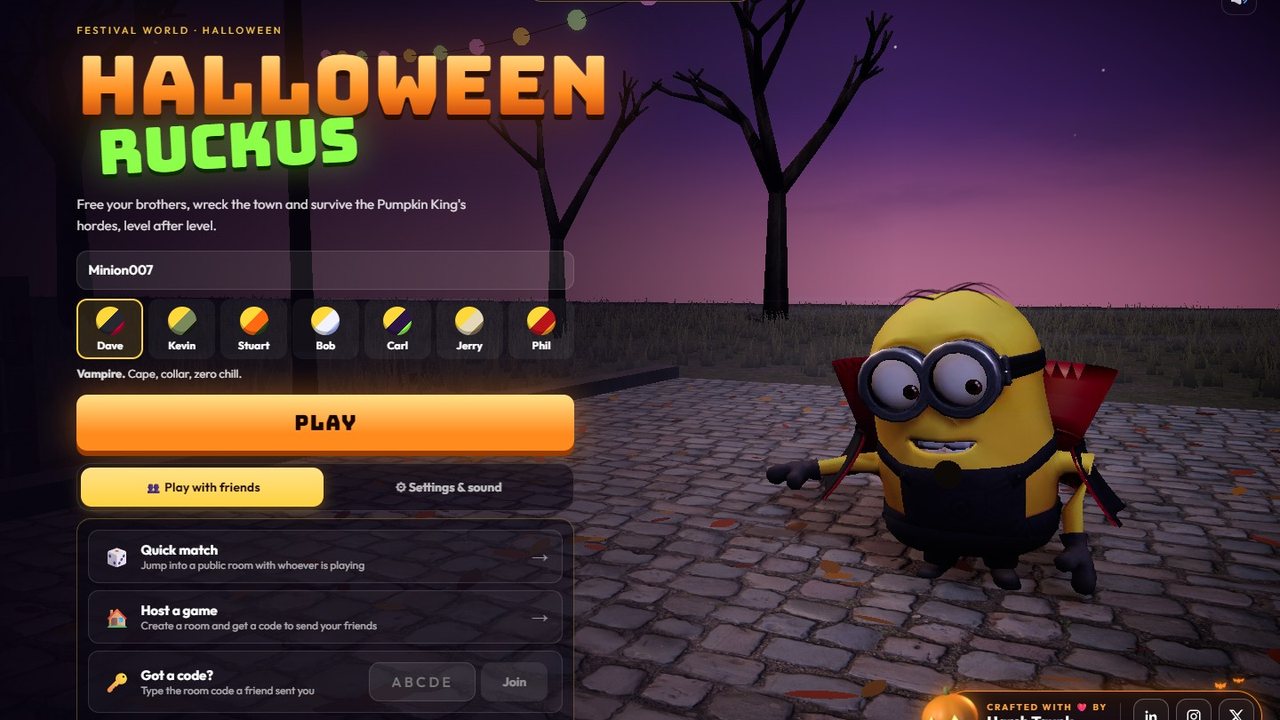 FESTIVAL WORLD · HALLOWEEN
HALLOWEEN
RUCKUS
Free your brothers, wreck the town and survive the Pumpkin King's
hordes, level after level.
Minion007
Dave Kevin Stuart Bob Carl Jerry Phil
Vampire. Cape, collar, zero chill.
PLAY
Play with friends
Settings & sound
Quick match
Jump into a public room with whoever is playing
Host a game
Create a room and get a code to send your friends
Got a code?
Type the room code a friend sent you
ABCDE
Join
CRAFTED WITH ❤ BY
in